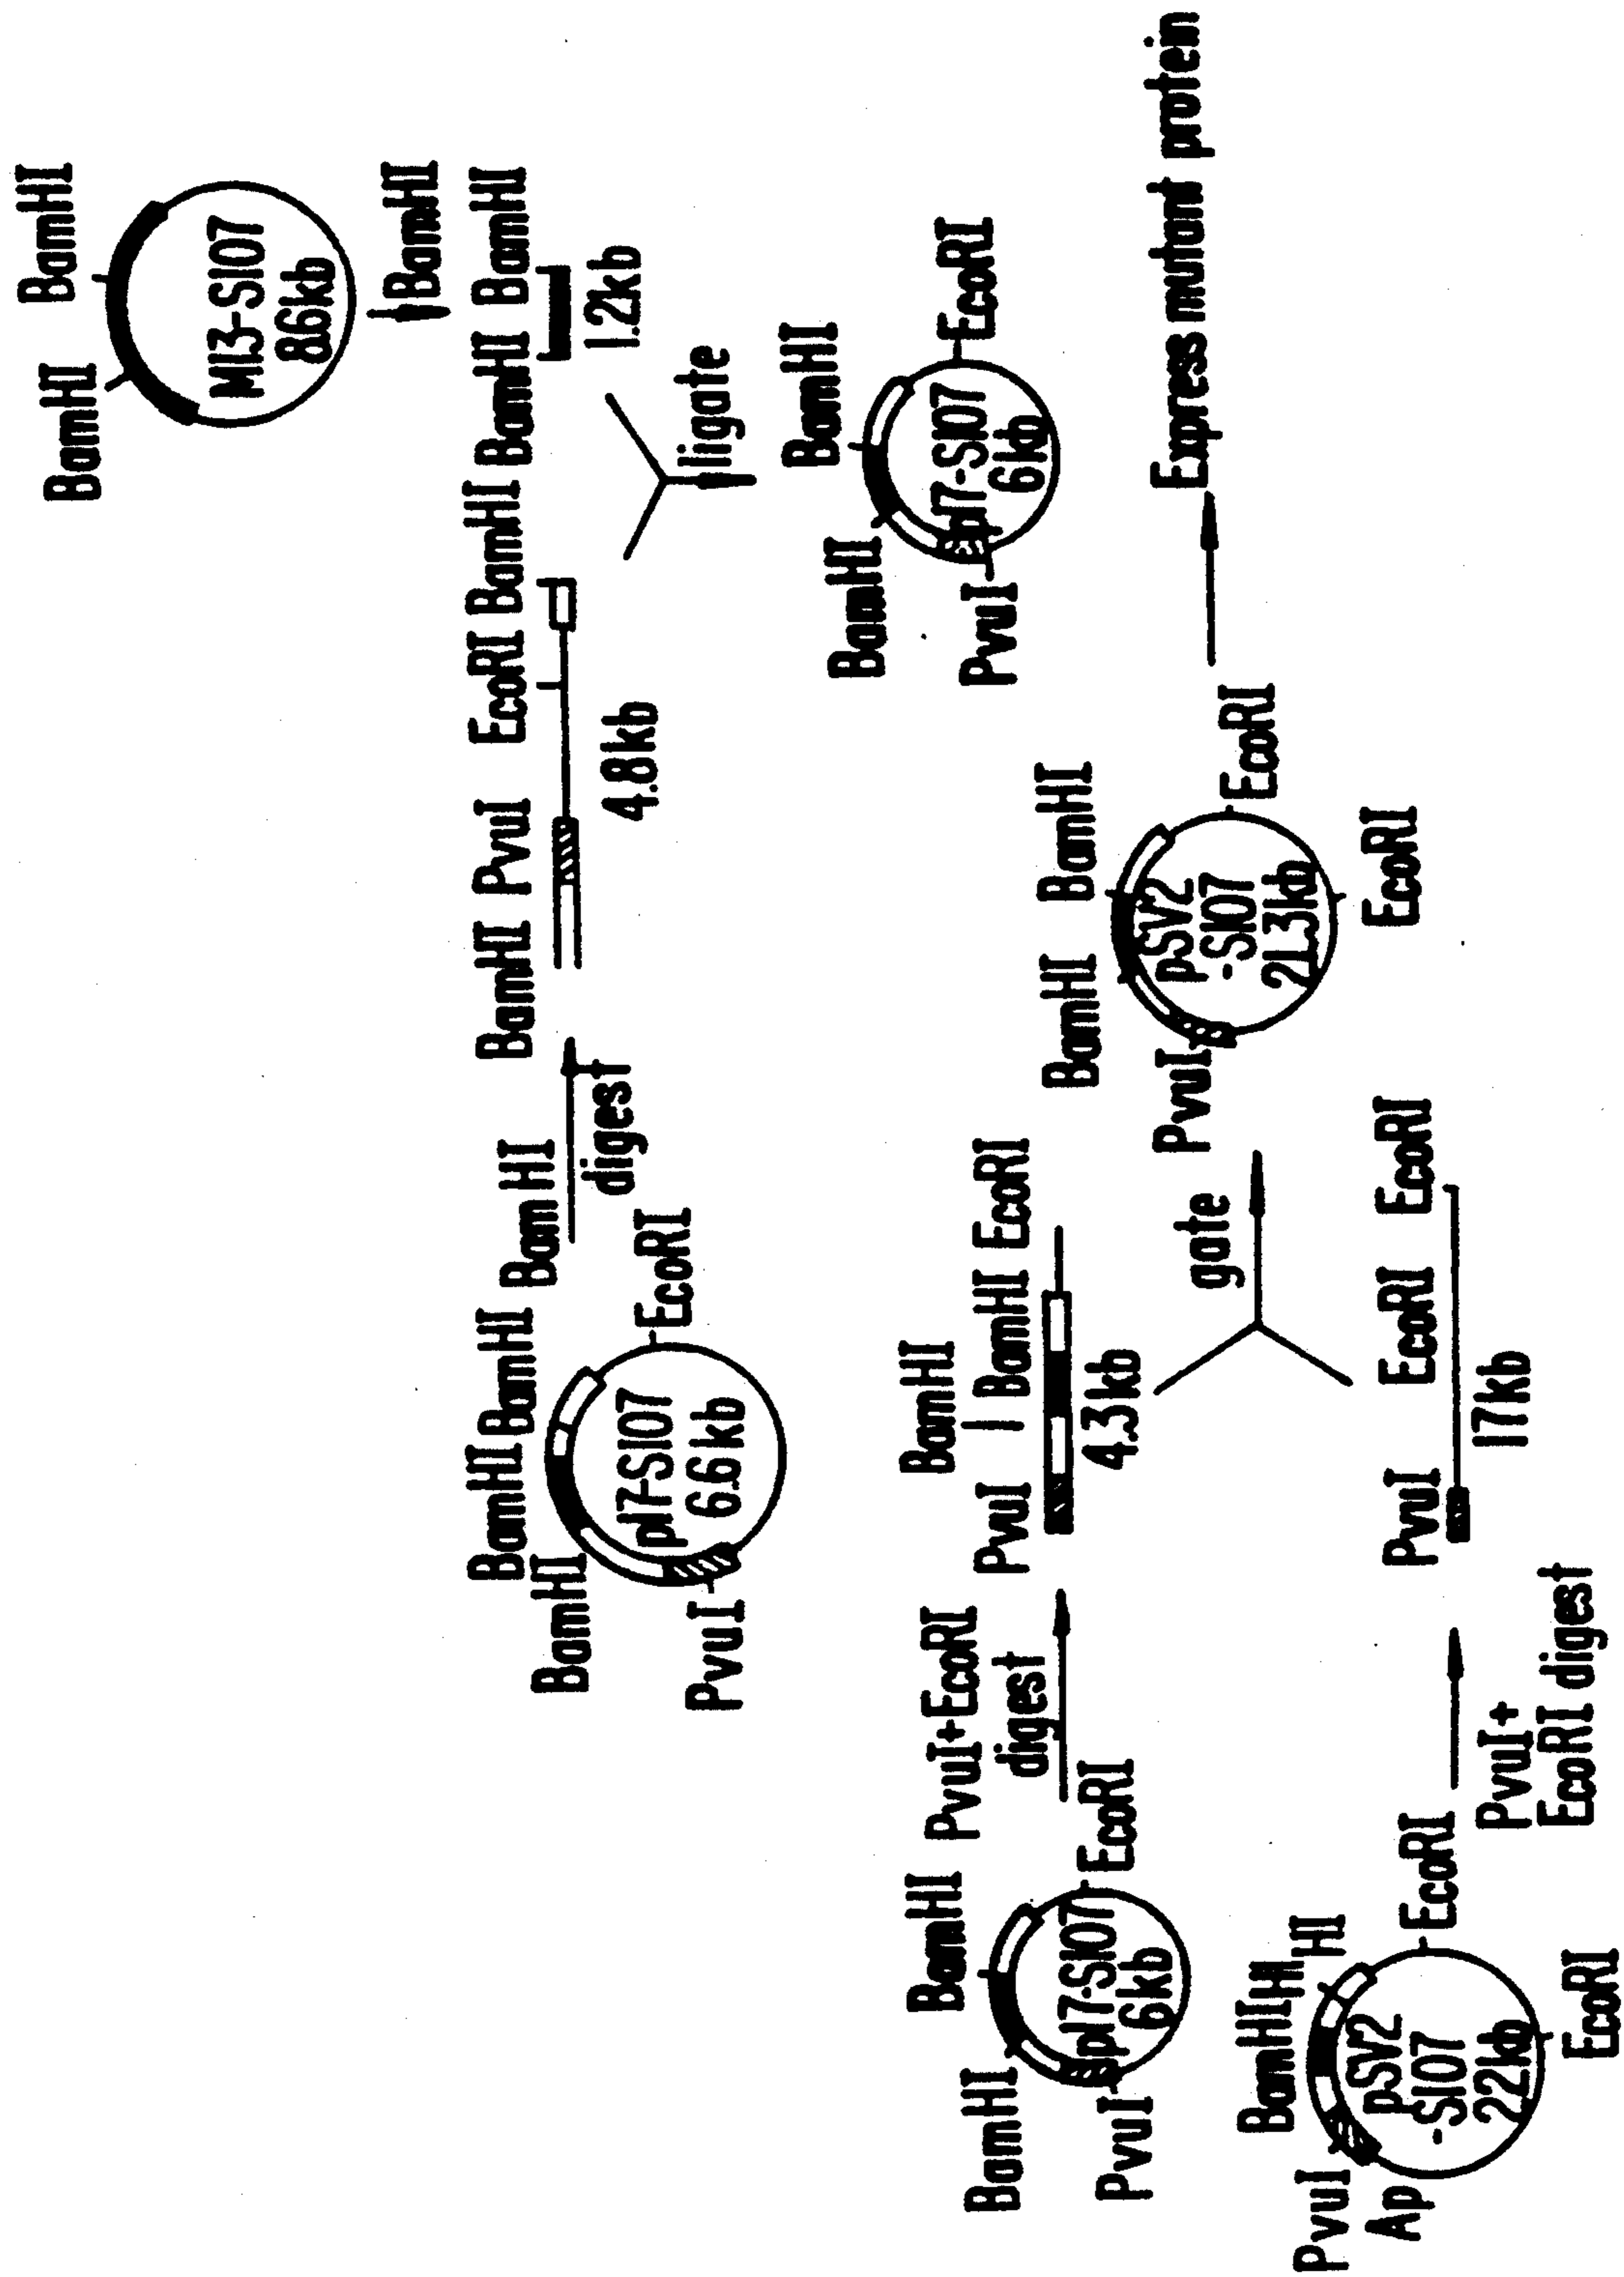 BamHI
BamHI
M13-S107
8.6kb
BamHI
BamHI BamHI
BamHI
BamHI
BamHI
BamHI
pI7-S107
6.6kb
EcoRI
PvuI
Bam HI
digest
BamHI PvuI EcoRI BamHI
4.8kb
BamHI BamHI
1.2kb
ligate
BamHI
BamHI
pI7-S107
6kb
EcoRI
PvuI
BamHI
BamHI
pI7-S107
6kb
EcoRI
PvuI
PvuI+EcoRI
digest
BamHI
PvuI | BamHI EcoRI
4.3kb
gate
BamHI
BamHI
PvuI
pSV2
-S107
21.3kb
EcoRI
EcoRI
Express mutant protein
BamHI HI
PvuI
Ap
pSV2
-S107
22kb
EcoRI
EcoRI
PvuI+
EcoRI digest
PvuI EcoRI EcoRI
17kb